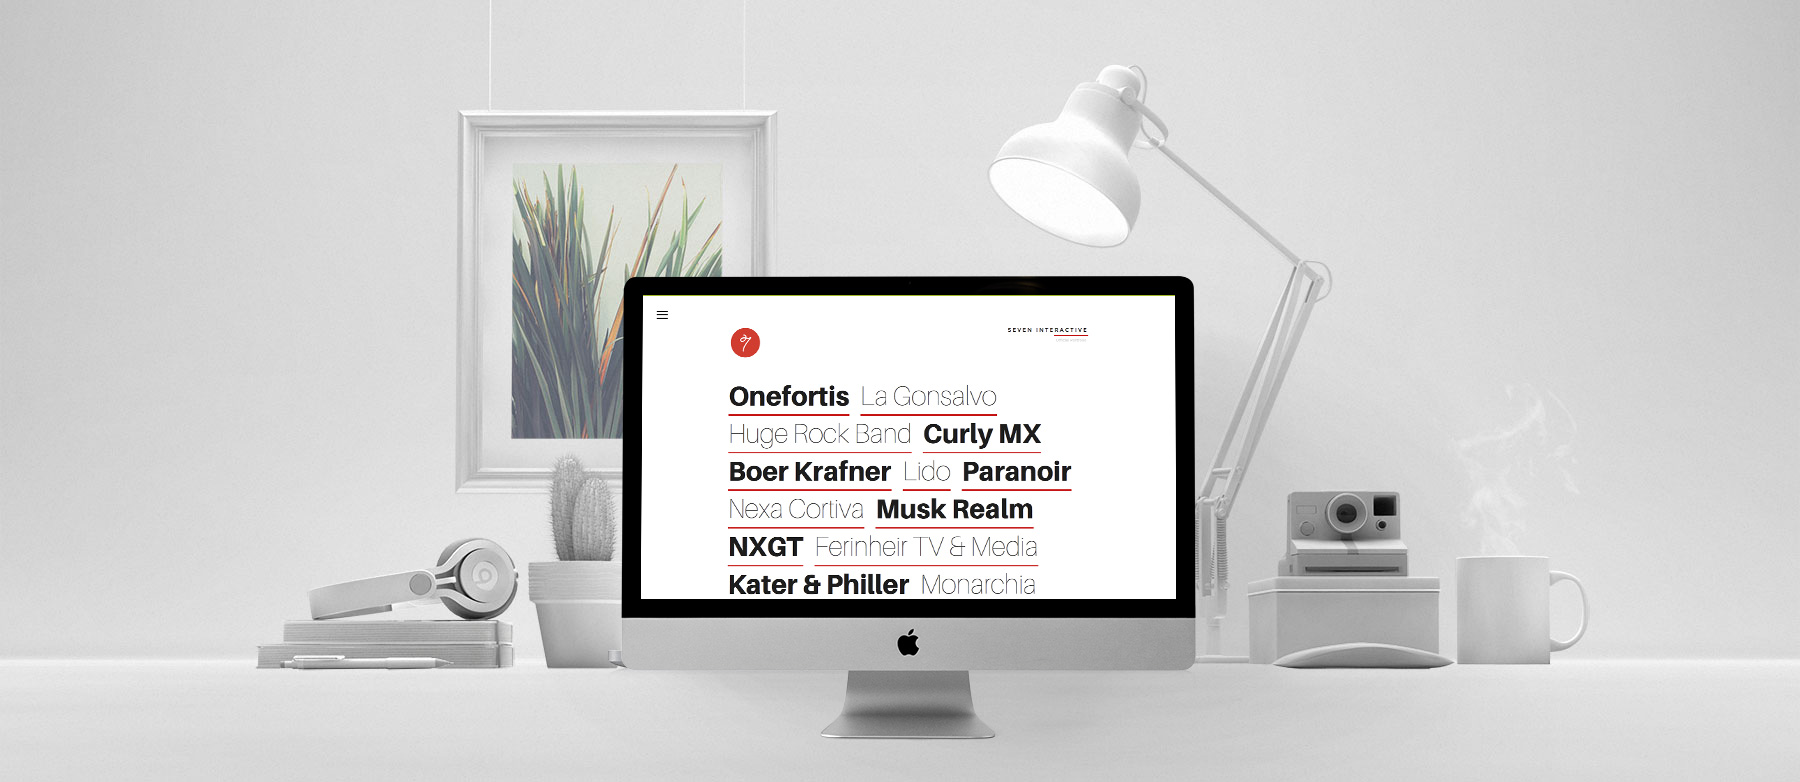 SEVEN INTERACTIVE
Onefortis La Gonsalvo
Huge Rock Band Curly MX
Boer Krafner Lido Paranoir
Nexa Cortiva Musk Realm
NXGT Ferinheir TV & Media
Kater & Philler Monarchia